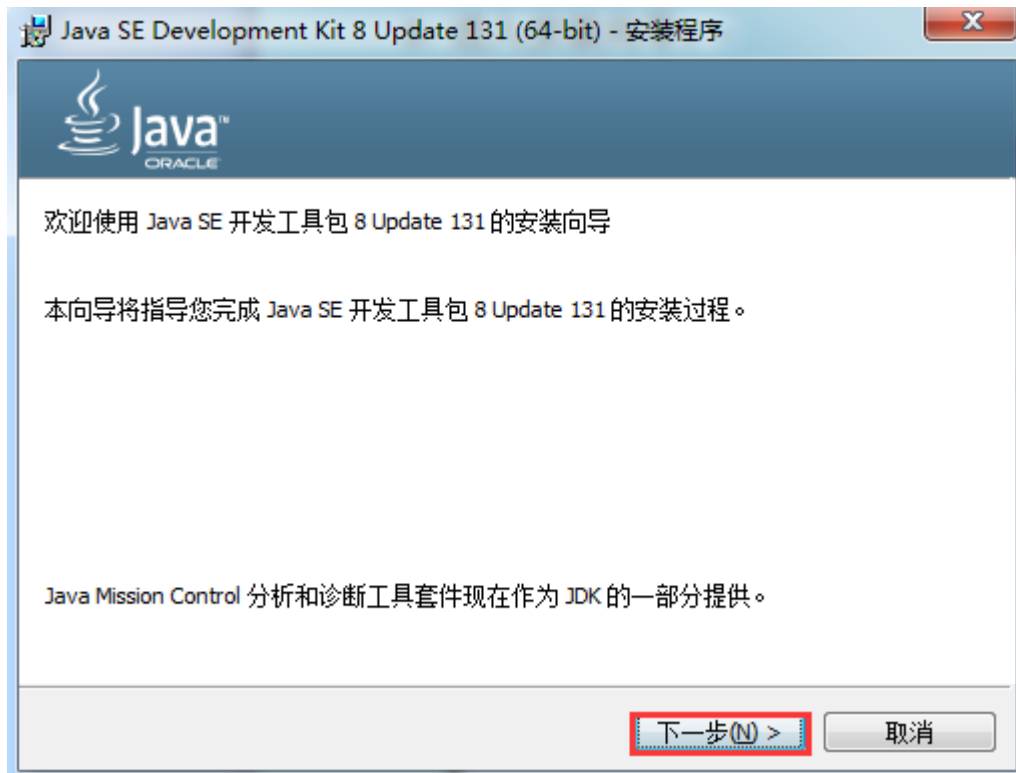 Java SE Development Kit 8 Update 131 (64-bit) - 安装程序
Java™
ORACLE
欢迎使用 Java SE 开发工具包 8 Update 131 的安装向导
本向导将指导您完成 Java SE 开发工具包 8 Update 131 的安装过程。
Java Mission Control 分析和诊断工具套件现在作为 JDK 的一部分提供。
下一步(N) > 取消